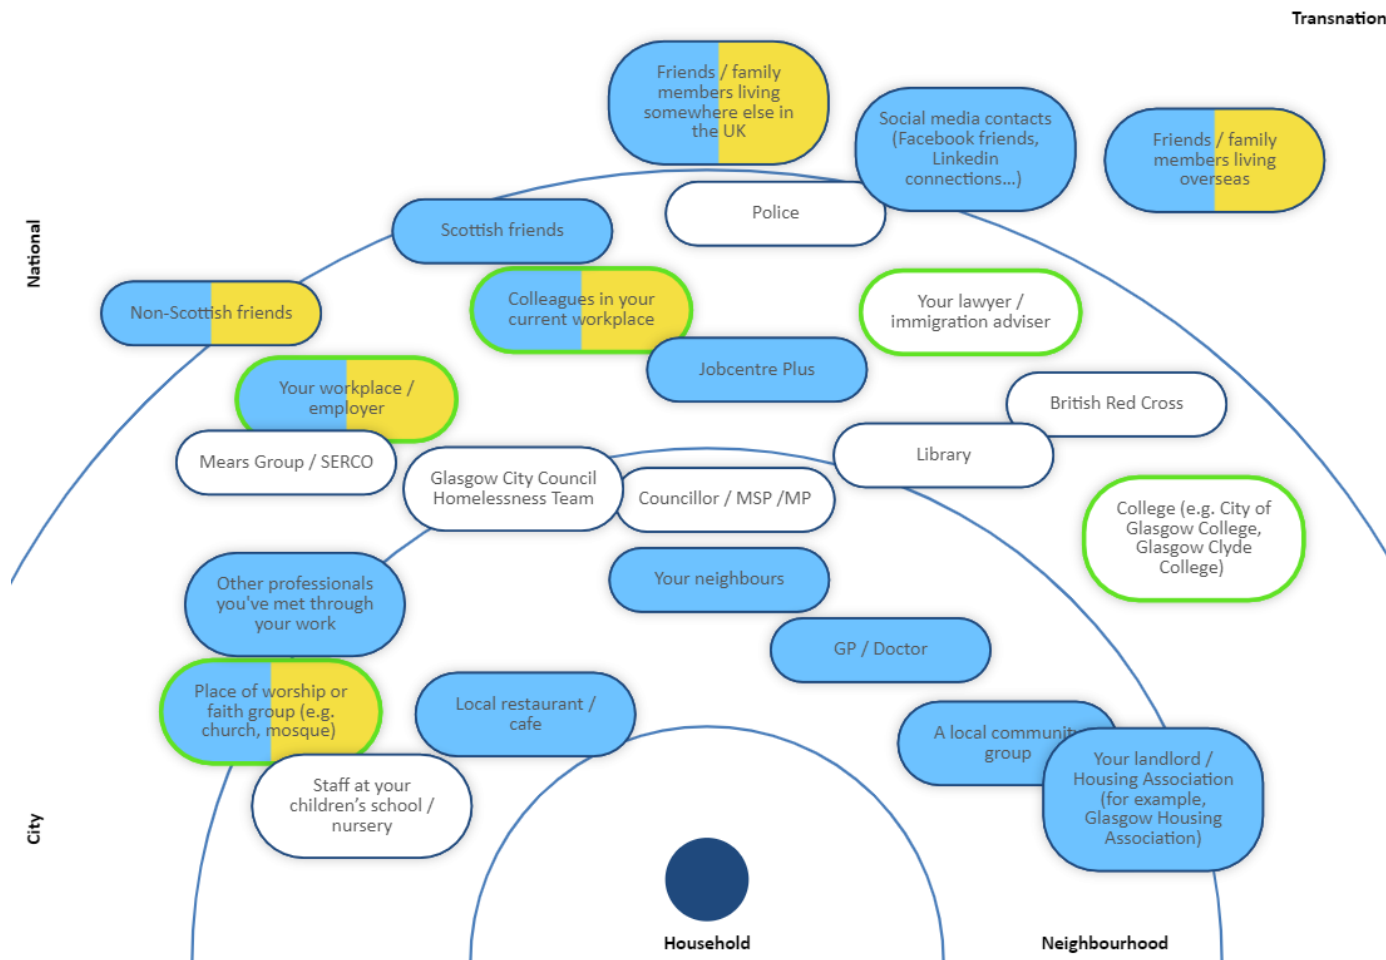 Transnation
Friends / family
members living
somewhere else in
the UK
Social media contacts
(Facebook friends,
Linkedin
connections...)
Friends / family
members living
overseas
Police
Scottish friends
National
Non-Scottish friends
Colleagues in your
current workplace
Your lawyer /
immigration adviser
Jobcentre Plus
Your workplace /
employer
British Red Cross
Mears Group / SERCO
Library
Glasgow City Council
Homelessness Team
Councillor / MSP /MP
College (e.g. City of
Glasgow College,
Glasgow Clyde
College)
Other professionals
you've met through
your work
Your neighbours
GP / Doctor
Place of worship or
faith group (e.g.
church, mosque)
Local restaurant /
cafe
A local communit
group
Your landlord /
Housing Association
(for example,
Glasgow Housing
Association)
Staff at your
children’s school /
nursery
City
Household
Neighbourhood